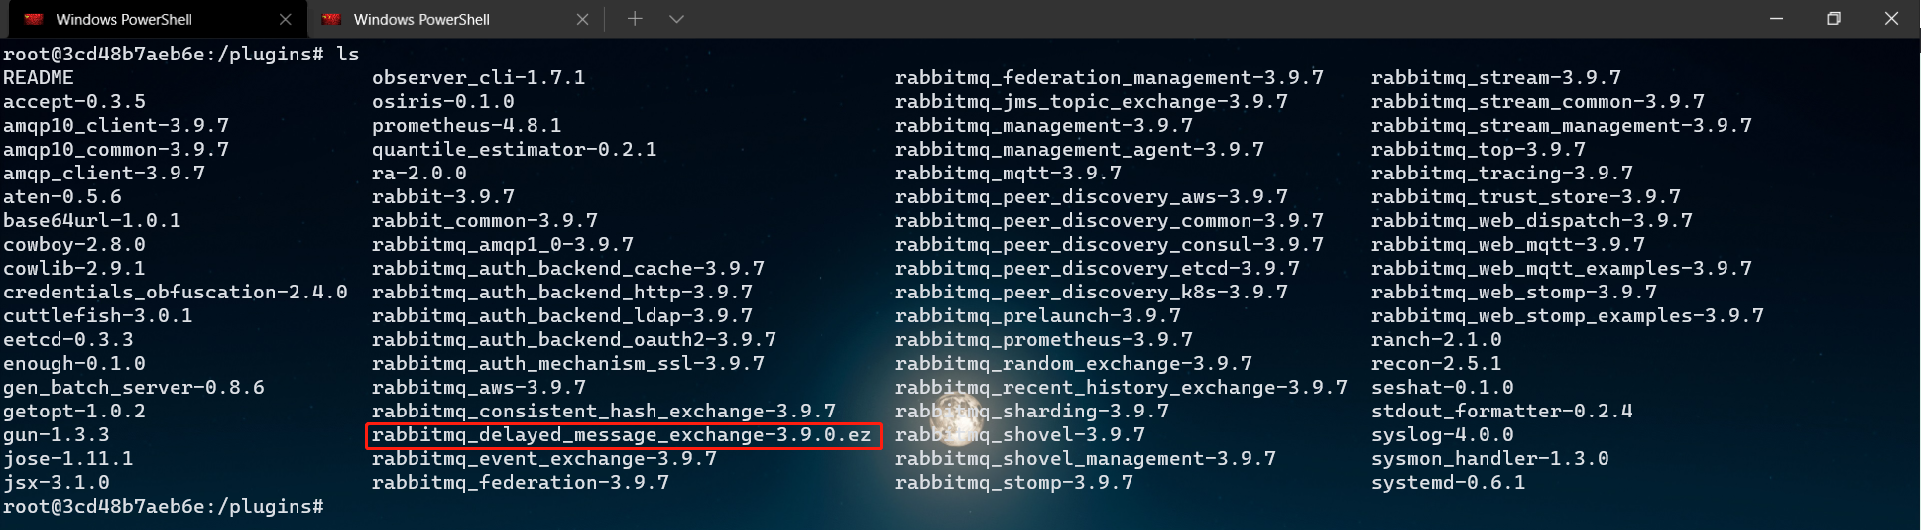 Windows PowerShell Windows PowerShell
root@3cd48b7aeb6e:/plugins# ls
README observer_cli-1.7.1 rabbitmq_federation_management-3.9.7 rabbitmq_stream-3.9.7
accept-0.3.5 osiris-0.1.0 rabbitmq_jms_topic_exchange-3.9.7 rabbitmq_stream_common-3.9.7
amqp10_client-3.9.7 prometheus-4.8.1 rabbitmq_management-3.9.7 rabbitmq_stream_management-3.9.7
amqp10_common-3.9.7 quantile_estimator-0.2.1 rabbitmq_management_agent-3.9.7 rabbitmq_top-3.9.7
amqp_client-3.9.7 ra-2.0.0 rabbitmq_mqtt-3.9.7 rabbitmq_tracing-3.9.7
aten-0.5.6 rabbit-3.9.7 rabbitmq_peer_discovery_aws-3.9.7 rabbitmq_trust_store-3.9.7
base64url-1.0.1 rabbit_common-3.9.7 rabbitmq_peer_discovery_common-3.9.7 rabbitmq_web_dispatch-3.9.7
cowboy-2.8.0 rabbitmq_amqp1_0-3.9.7 rabbitmq_peer_discovery_consul-3.9.7 rabbitmq_web_mqtt-3.9.7
cowlib-2.9.1 rabbitmq_auth_backend_cache-3.9.7 rabbitmq_peer_discovery_etcd-3.9.7 rabbitmq_web_mqtt_examples-3.9.7
credentials_obfuscation-2.4.0 rabbitmq_auth_backend_http-3.9.7 rabbitmq_peer_discovery_k8s-3.9.7 rabbitmq_web_stomp-3.9.7
cuttlefish-3.0.1 rabbitmq_auth_backend_ldap-3.9.7 rabbitmq_prelaunch-3.9.7 rabbitmq_web_stomp_examples-3.9.7
eetcd-0.3.3 rabbitmq_auth_backend_oauth2-3.9.7 rabbitmq_prometheus-3.9.7 ranch-2.1.0
enough-0.1.0 rabbitmq_auth_mechanism_ssl-3.9.7 rabbitmq_random_exchange-3.9.7 recon-2.5.1
gen_batch_server-0.8.6 rabbitmq_aws-3.9.7 rabbitmq_recent_history_exchange-3.9.7 seshat-0.1.0
getopt-1.0.2 rabbitmq_consistent_hash_exchange-3.9.7 rabbitmq_sharding-3.9.7 stdout_formatter-0.2.4
gun-1.3.3 rabbitmq_delayed_message_exchange-3.9.0.ez rabbitmq_shovel-3.9.7 syslog-4.0.0
jose-1.11.1 rabbitmq_event_exchange-3.9.7 rabbitmq_shovel_management-3.9.7 sysmon_handler-1.3.0
jsx-3.1.0 rabbitmq_federation-3.9.7 rabbitmq_stomp-3.9.7 systemd-0.6.1
root@3cd48b7aeb6e:/plugins#